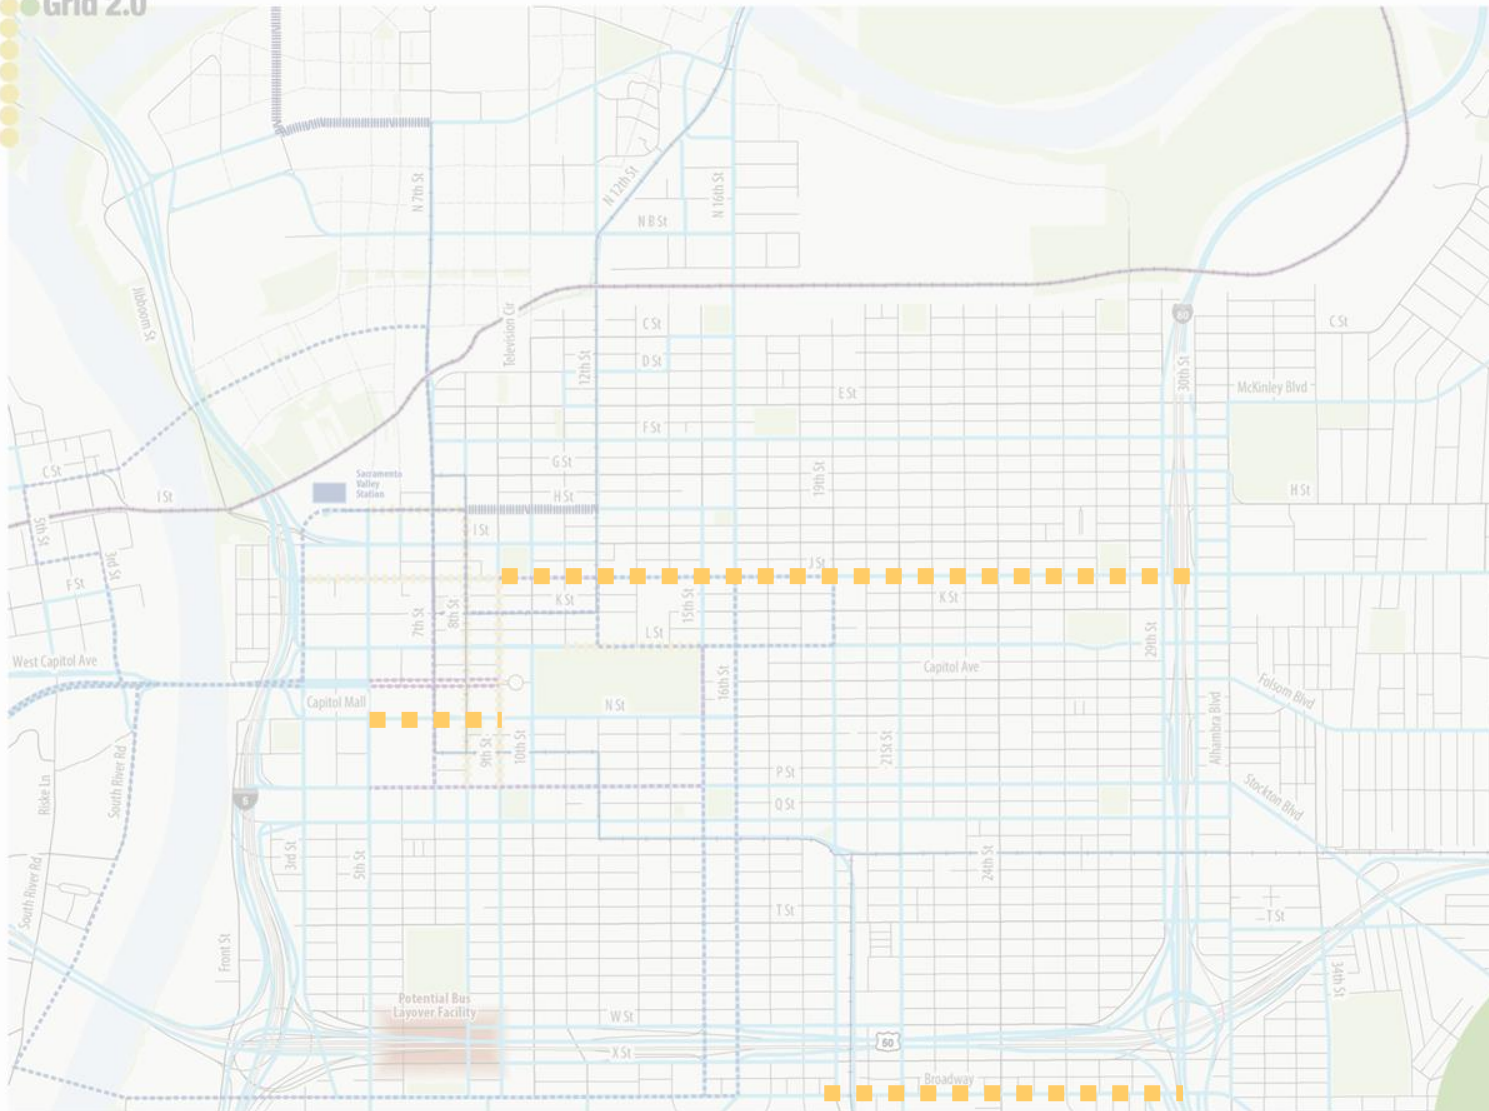 Grid 2.0
N 7th St
N 12th St
N 16th St
N B St
Jibboom St
Television Cir
C St
80
C St
D St
12th St
30th St
McKinley Blvd
E St
F St
G St
19th St
C St
Sacramento
Valley
Station
I St
H St
H St
5th St
I St
3rd St
J St
F St
K St
K St
7th St
8th St
15th St
L St
29th St
West Capitol Ave
Capitol Ave
16th St
Capitol Mall
N St
Folsom Blvd
Alhambra Blvd
9th St
10th St
21St St
South River Rd
Riske Ln
P St
Stockton Blvd
5
Q St
3rd St
5th St
24th St
South River Rd
T St
T St
Front St
34th St
Potential Bus
Layover Facility
W St
50
X St
Broadway